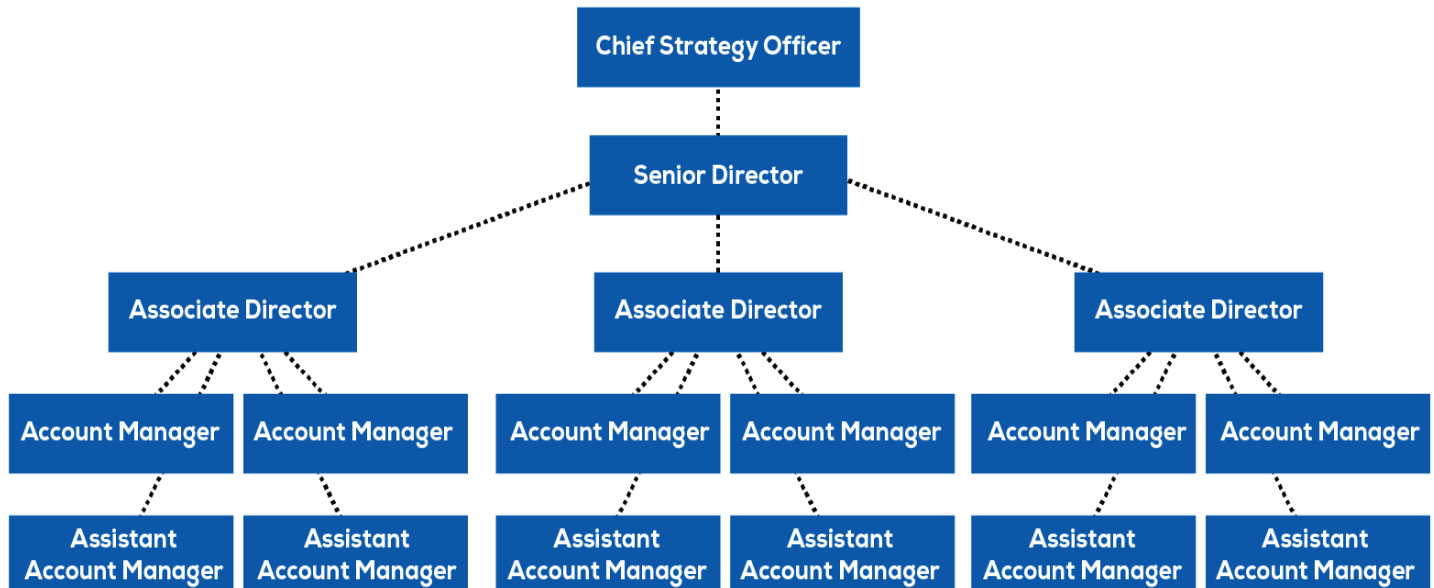 Chief Strategy Officer
Senior Director
Associate Director
Associate Director
Associate Director
Account Manager
Account Manager
Account Manager
Account Manager
Account Manager
Account Manager
Assistant
Account Manager
Assistant
Account Manager
Assistant
Account Manager
Assistant
Account Manager
Assistant
Account Manager
Assistant
Account Manager